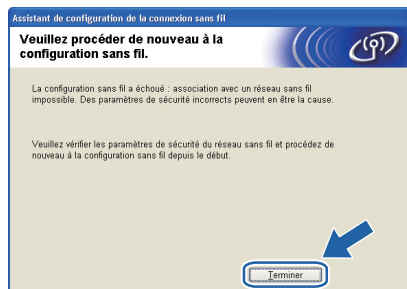 Assistant de configuration de la connexion sans fil
Veuillez procéder de nouveau à la
configuration sans fil.
La configuration sans fil a échoué : association avec un réseau sans fil
impossible. Des paramètres de sécurité incorrects peuvent en être la cause.
Veuillez vérifier les paramètres de sécurité du réseau sans fil et procédez de
nouveau à la configuration sans fil depuis le début.
Terminer